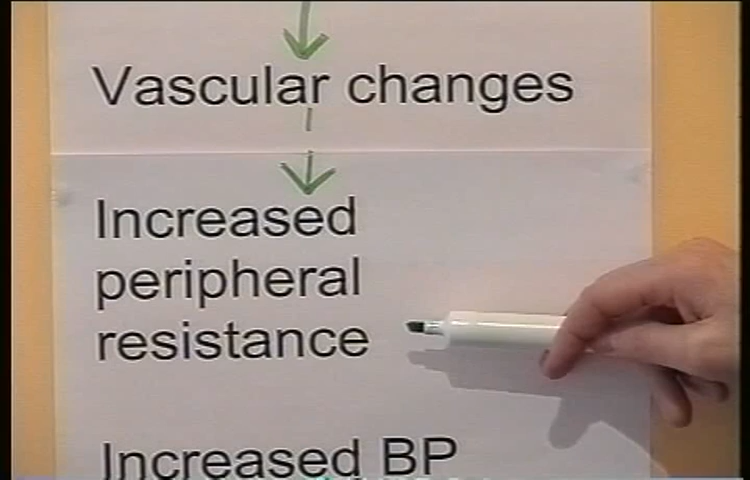 Vascular changes
Increased
peripheral
resistance
Increased BP